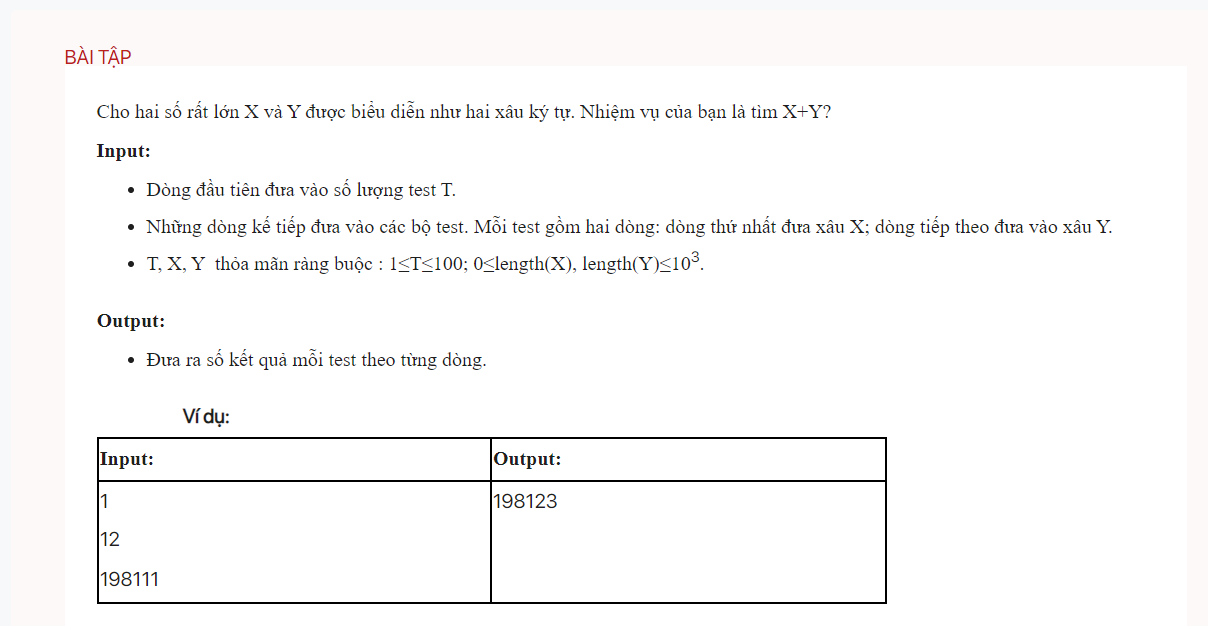 BÀI TẬP
Cho hai số rất lớn X và Y được biểu diễn như hai xâu ký tự. Nhiệm vụ của bạn là tìm X+Y?
Input:
• Dòng đầu tiên đưa vào số lượng test T.
• Những dòng kế tiếp đưa vào các bộ test. Mỗi test gồm hai dòng: dòng thứ nhất đưa xâu X; dòng tiếp theo đưa vào xâu Y.
• T, X, Y  thỏa mãn ràng buộc : 1≤T≤100; 0≤length(X), length(Y)≤10³.
Output:
• Đưa ra số kết quả mỗi test theo từng dòng.
Ví dụ:
Input: Output:
1 198123
12
198111